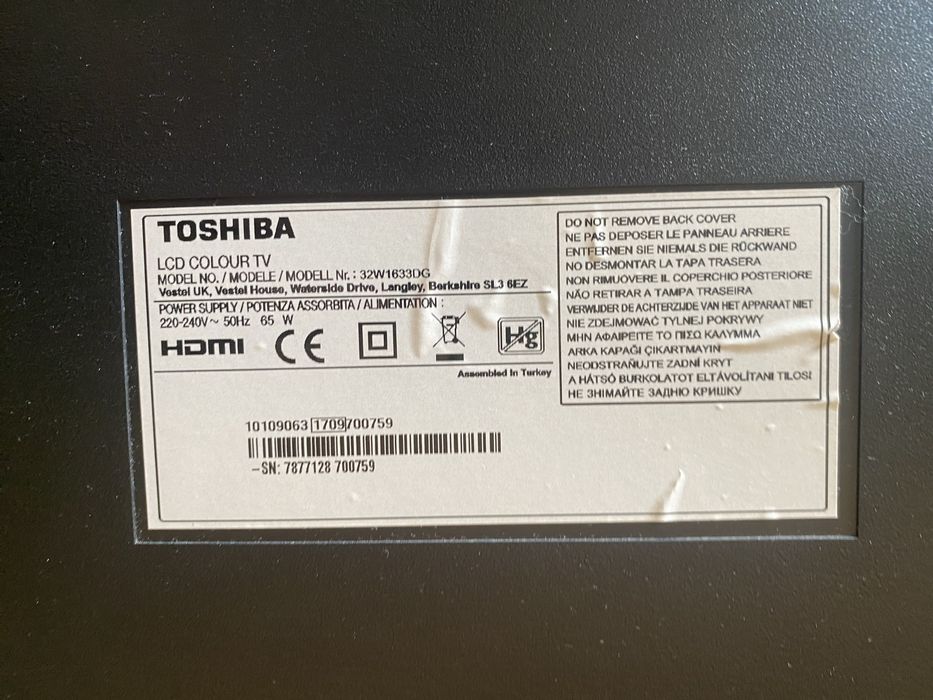 TOSHIBA
LCD COLOUR TV
MODEL NO. / MODELE / MODELL Nr. : 32W1633DG
Vestel UK, Vestel House, Waterside Drive, Langley, Berkshire SL3 6EZ
POWER SUPPLY / POTENZA ASSORBITA / ALIMENTATION :
220-240V~ 50Hz 65 W
HDMI CE Hg
Assembled in Turkey
10109063 1709 700759
-SN: 7877128 700759
DO NOT REMOVE BACK COVER
NE PAS DEPOSER LE PANNEAU ARRIERE
ENTFERNEN SIE NIEMALS DIE RÜCKWAND
NO DESMONTAR LA TAPA TRASERA
NON RIMUOVERE IL COPERCHIO POSTERIORE
NÃO RETIRAR A TAMPA TRASEIRA
VERWIJDER DE ACHTERZIJDE VAN HET APPARAAT NIET
NIE ZDEJMOWAĆ TYLNEJ POKRYWY
ΜΗΝ ΑΦΑΙΡΕΙΤΕ ΤΟ ΠΙΣΩ ΚΑΛΥΜΜΑ
ARKA KAPAĞI ÇIKARTMAYIN
NEODSTRAŇUJTE ZADNÍ KRYT
A HÁTSÓ BURKOLATOT ELTÁVOLÍTANI TILOS!
НЕ ЗНІМАЙТЕ ЗАДНЮ КРИШКУ